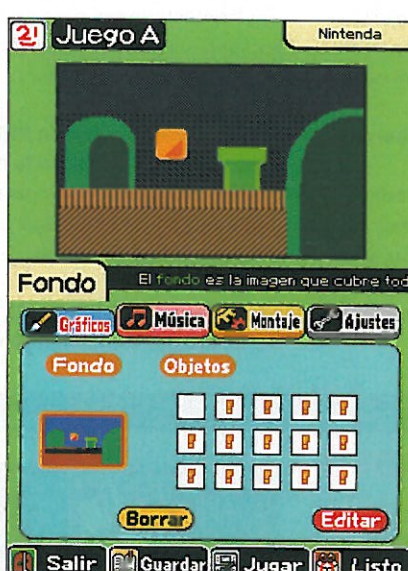 Juego A
Nintenda
Fondo
El fondo es la imagen que cubre tod
Gráficos Música Montaje Ajustes
Fondo Objetos
! ! ! !
! ! ! ! !
! ! ! ! !
Borrar Editar
Salir Guardar Jugar Listo